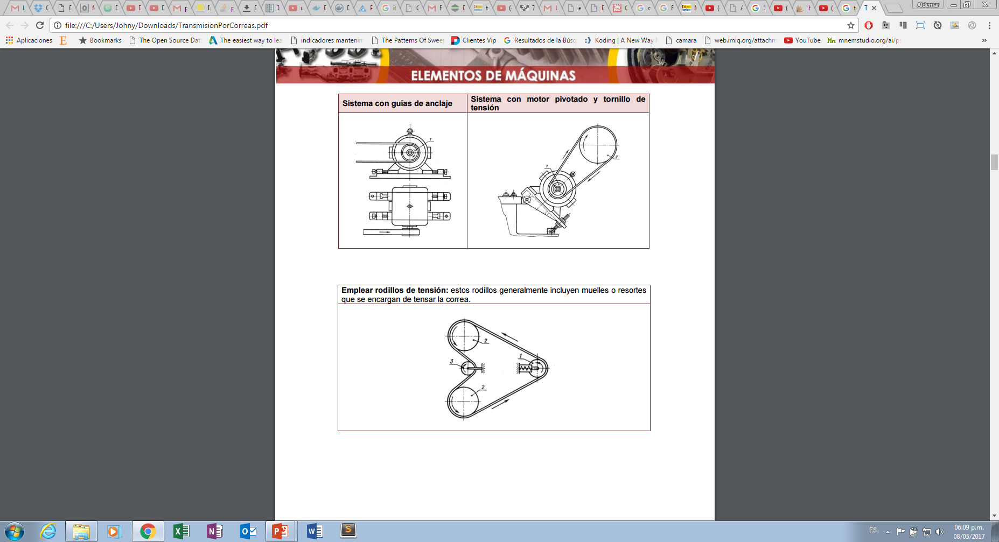 Aldemar
file:///C:/Users/Johny/Downloads/TransmisionPorCorreas.pdf
Aplicaciones
Bookmarks
The Open Source Dat
The easiest way to lea
indicadores mantenim
The Patterns Of Swee
Clientes Vip
Resultados de la Búsq
Koding | A New Way
camara
web.imiq.org/attachm
YouTube
mnemstudio.org/ai/p
»
ELEMENTOS DE MÁQUINAS
Sistema con guías de anclaje
Sistema con motor pivotado y tornillo de
tensión
1
1
2
Emplear rodillos de tensión: estos rodillos generalmente incluyen muelles o resortes
que se encargan de tensar la correa.
2
3
1
2
ES
06:09 p.m.
08/05/2017